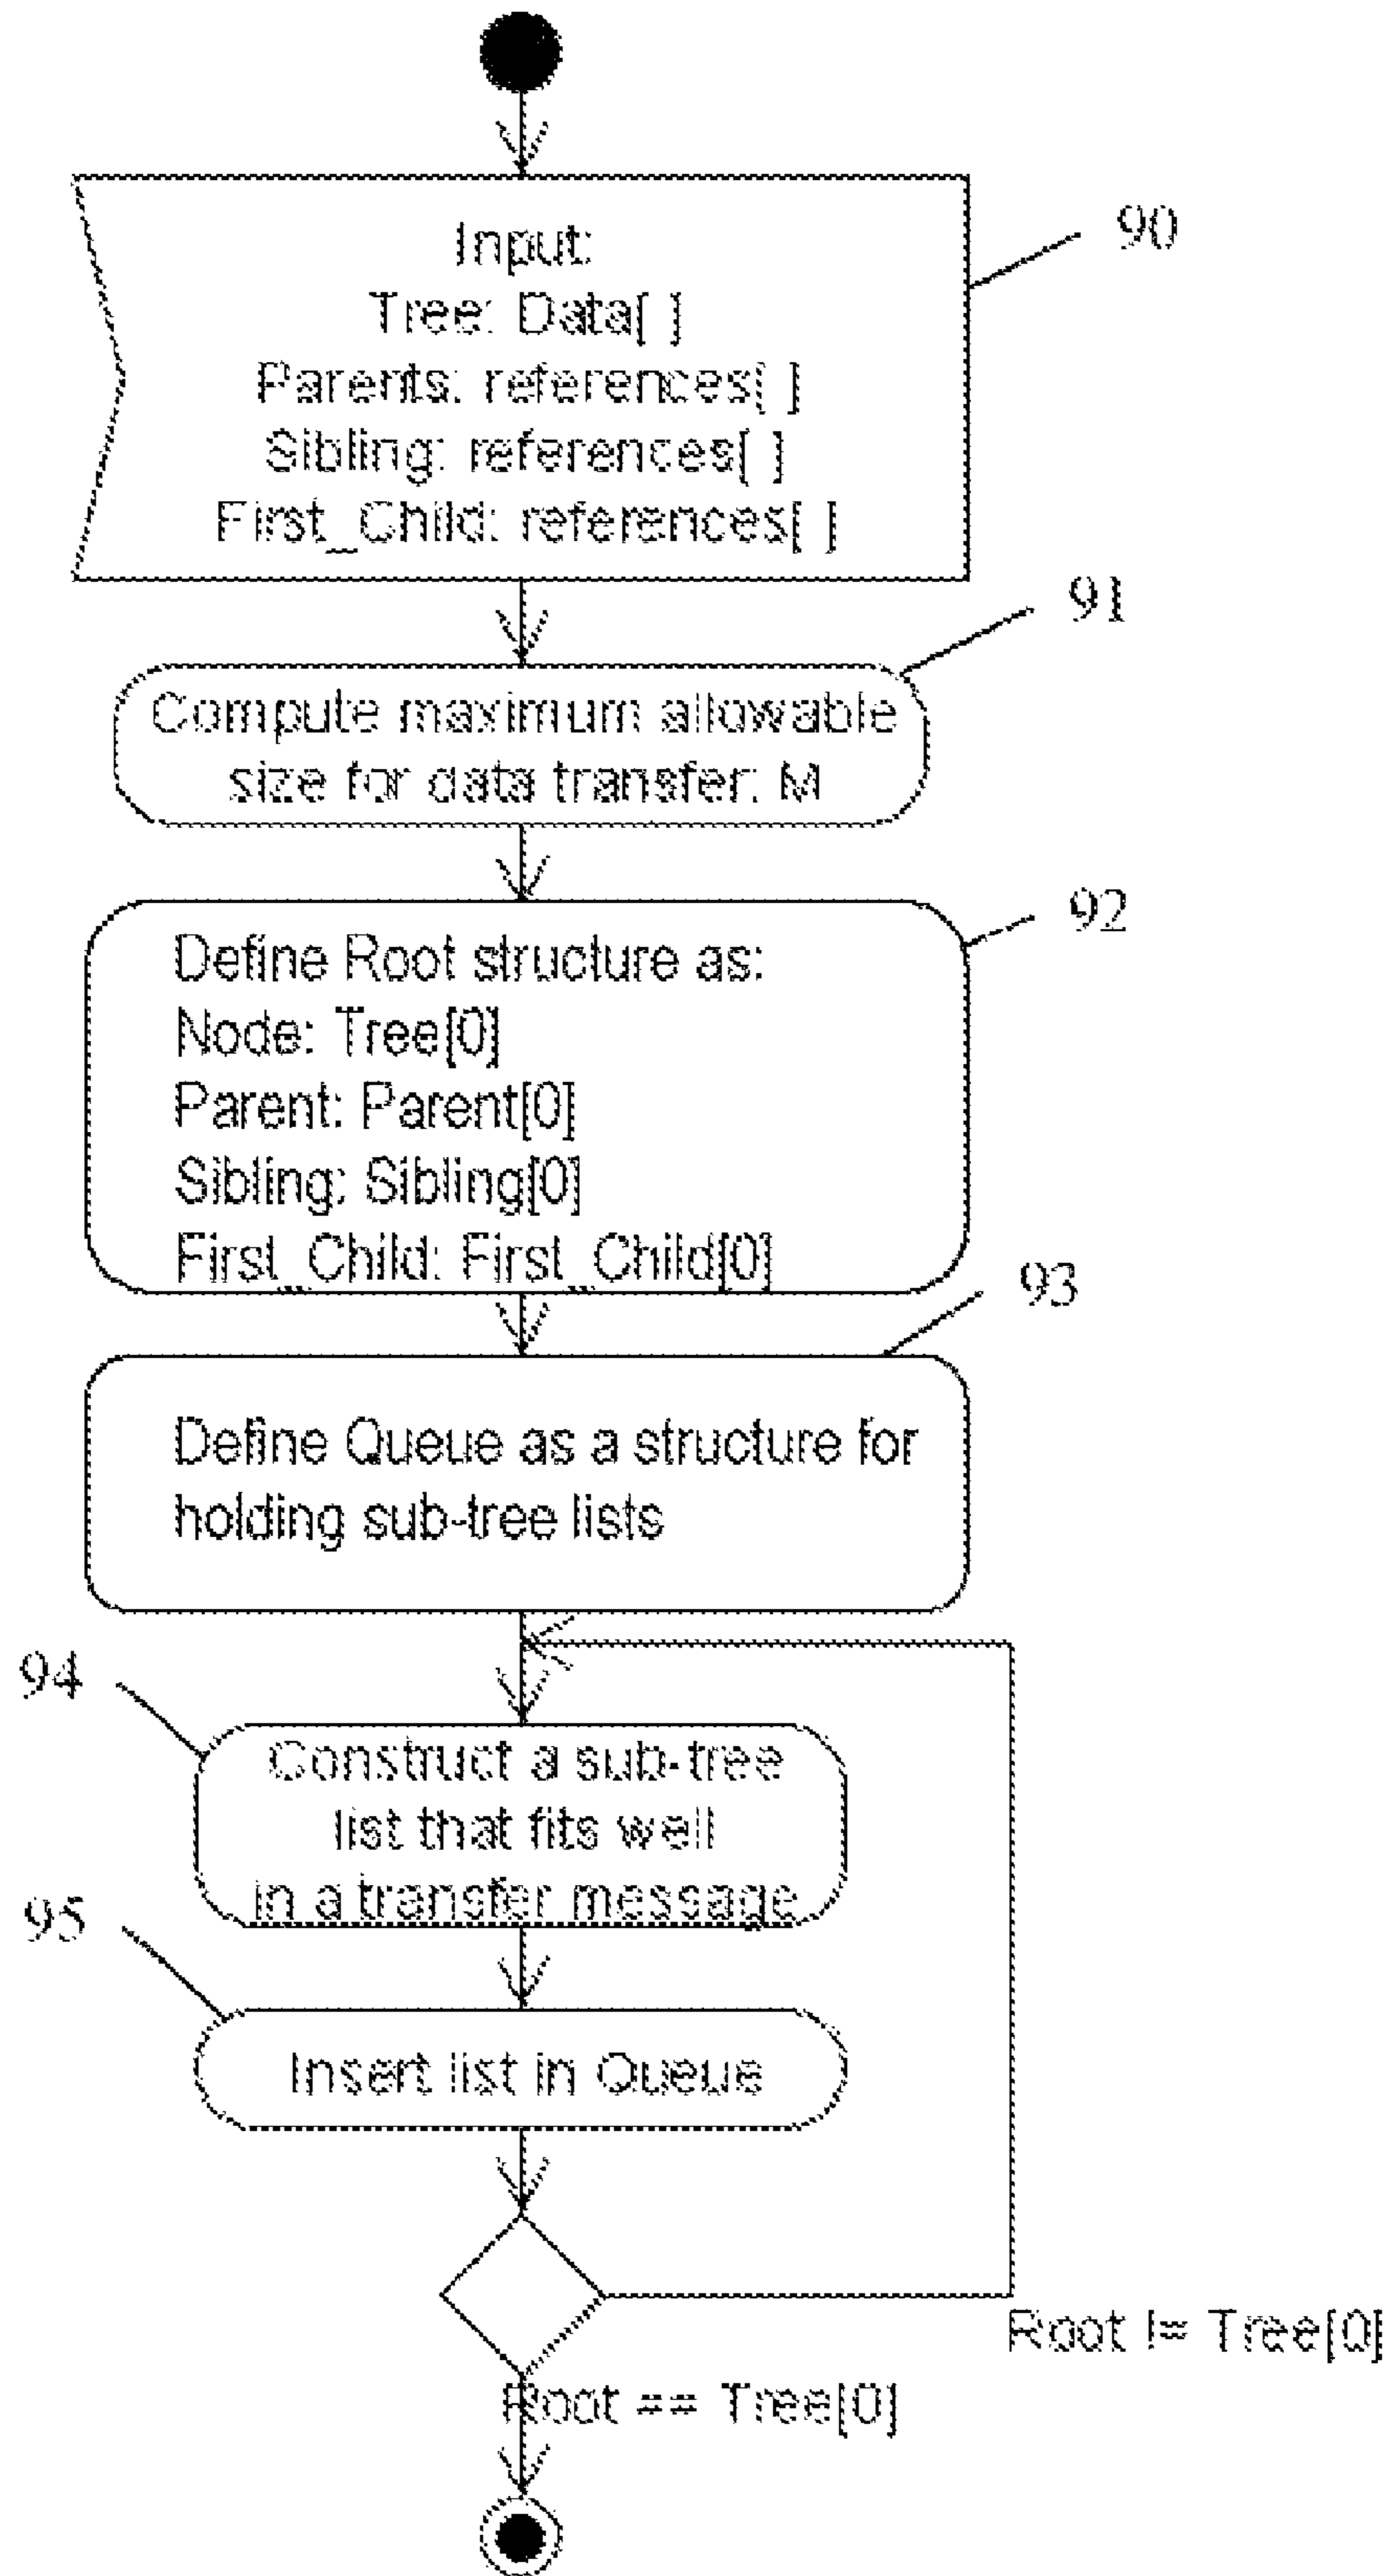 Input:
Tree: Data[ ]
Parents: references[ ]
Sibling: references[ ]
First_Child: references[ ]
90
91
Compute maximum allowable
size for data transfer: M
92
Define Root structure as:
Node: Tree[0]
Parent: Parent[0]
Sibling: Sibling[0]
First_Child: First_Child[0]
93
Define Queue as a structure for
holding sub-tree lists
94
Construct a sub-tree
list that fits well
in a transfer message
95
Insert list in Queue
Root != Tree[0]
Root == Tree[0]